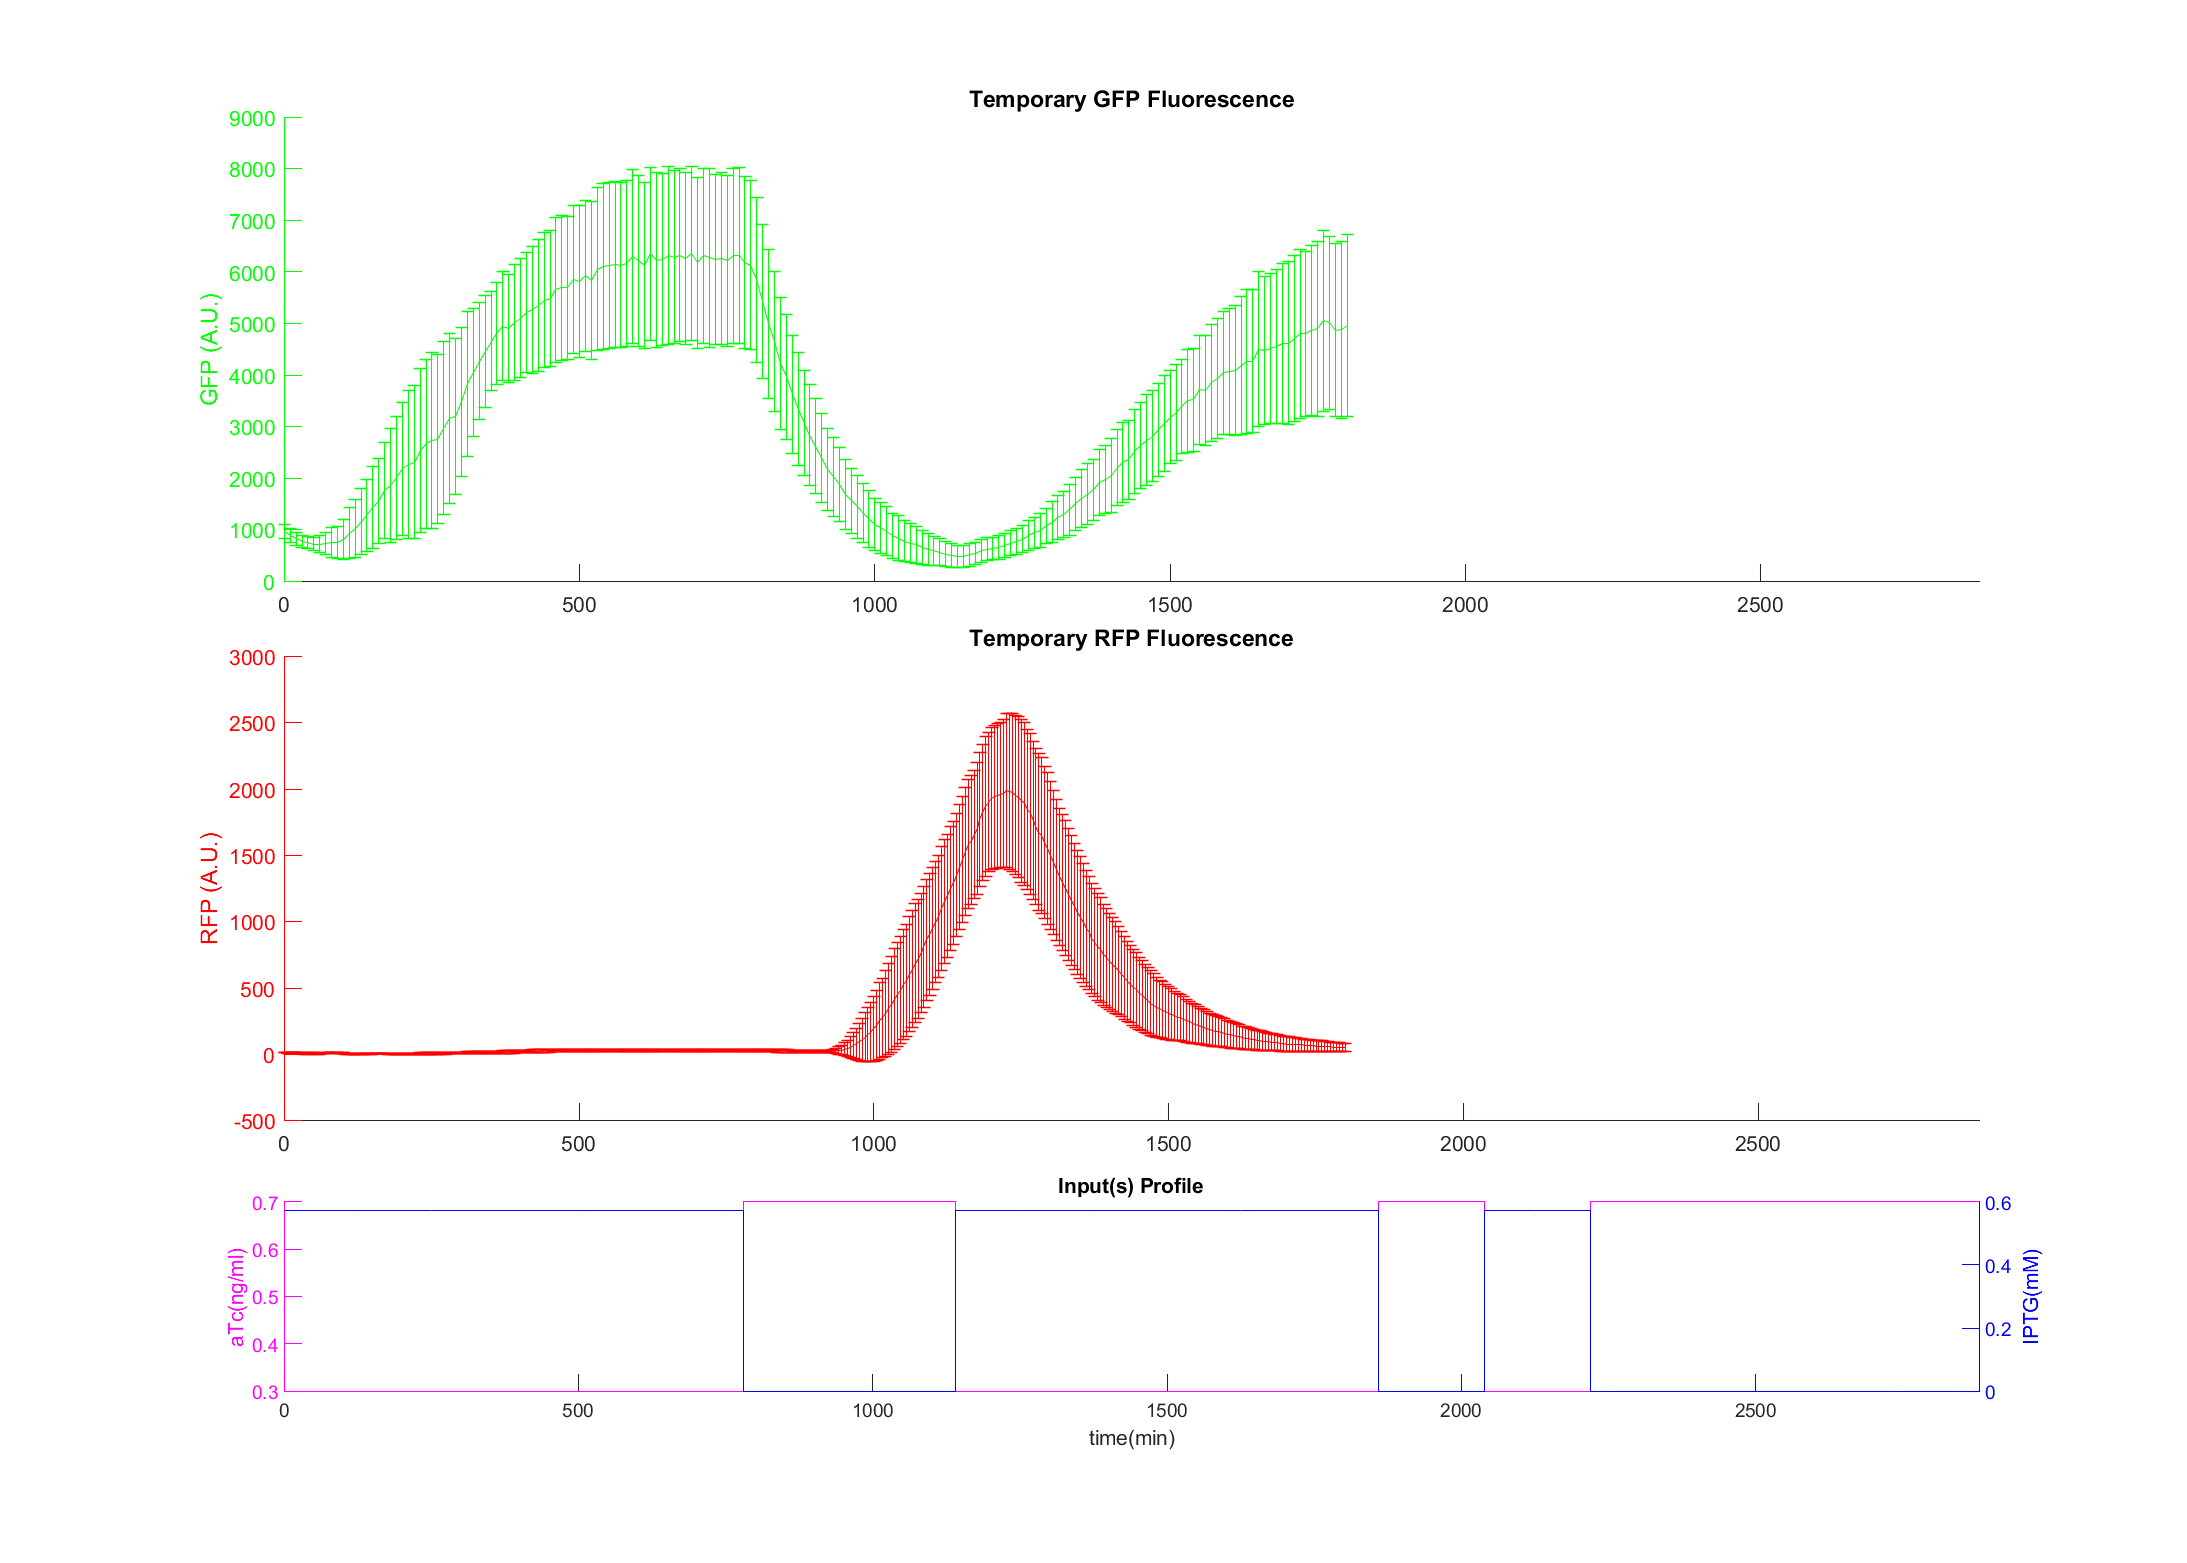 Temporary GFP Fluorescence
9000
8000
7000
6000
5000
4000
3000
2000
1000
0
GFP (A.U.)
0 500 1000 1500 2000 2500
Temporary RFP Fluorescence
3000
2500
2000
1500
1000
500
0
-500
RFP (A.U.)
0 500 1000 1500 2000 2500
Input(s) Profile
0.7
0.6
0.5
0.4
0.3
aTc(ng/ml)
0.6
0.4
0.2
0
IPTG(mM)
0 500 1000 1500 2000 2500
time(min)